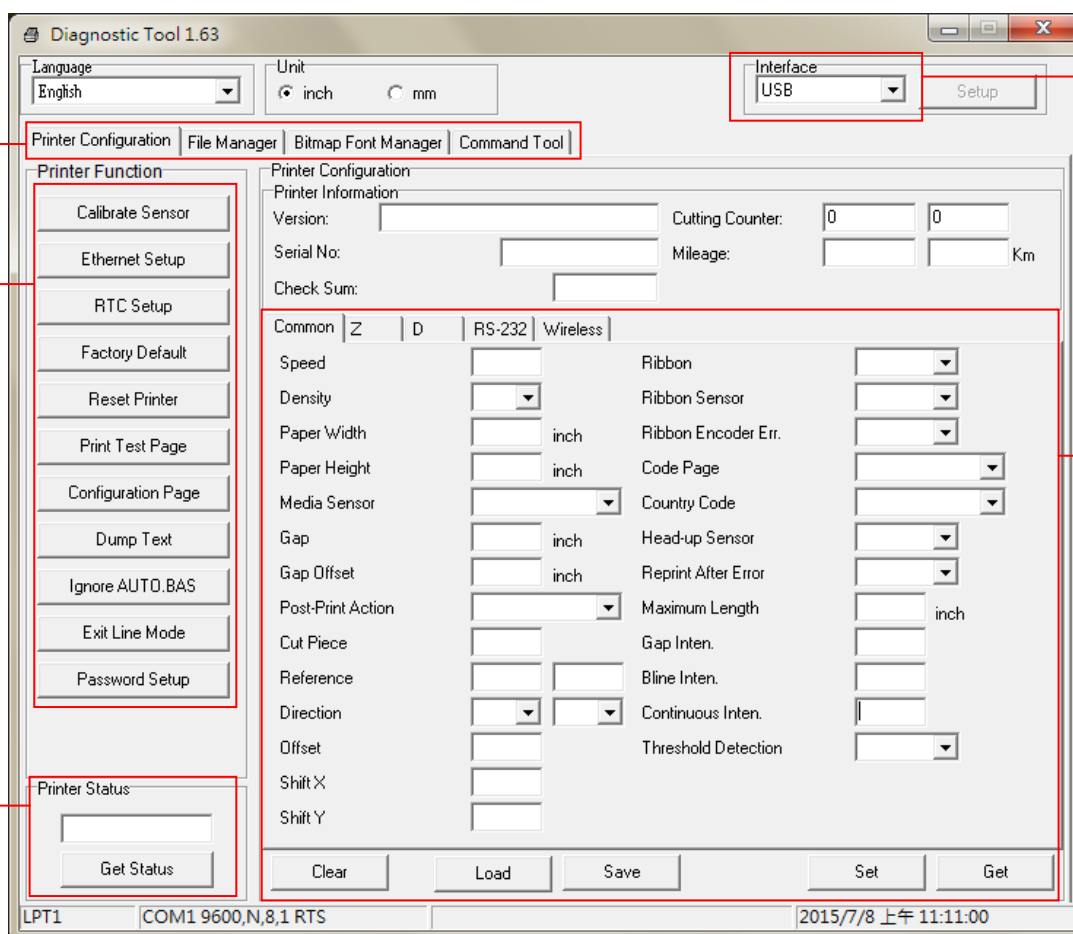 Diagnostic Tool 1.63
Language
English
Unit
inch
mm
Interface
USB
Setup
Printer Configuration
File Manager
Bitmap Font Manager
Command Tool
Printer Function
Calibrate Sensor
Ethernet Setup
RTC Setup
Factory Default
Reset Printer
Print Test Page
Configuration Page
Dump Text
Ignore AUTO.BAS
Exit Line Mode
Password Setup
Printer Status
Get Status
Printer Configuration
Printer Information
Version:
Cutting Counter: 0 0
Serial No:
Mileage: Km
Check Sum:
Common Z D RS-232 Wireless
Speed
Density
Paper Width inch
Paper Height inch
Media Sensor
Gap inch
Gap Offset inch
Post-Print Action
Cut Piece
Reference
Direction
Offset
Shift X
Shift Y
Ribbon
Ribbon Sensor
Ribbon Encoder Err.
Code Page
Country Code
Head-up Sensor
Reprint After Error
Maximum Length inch
Gap Inten.
Bline Inten.
Continuous Inten.
Threshold Detection
Clear
Load
Save
Set
Get
LPT1
COM1 9600,N,8,1 RTS
2015/7/8 上午 11:11:00